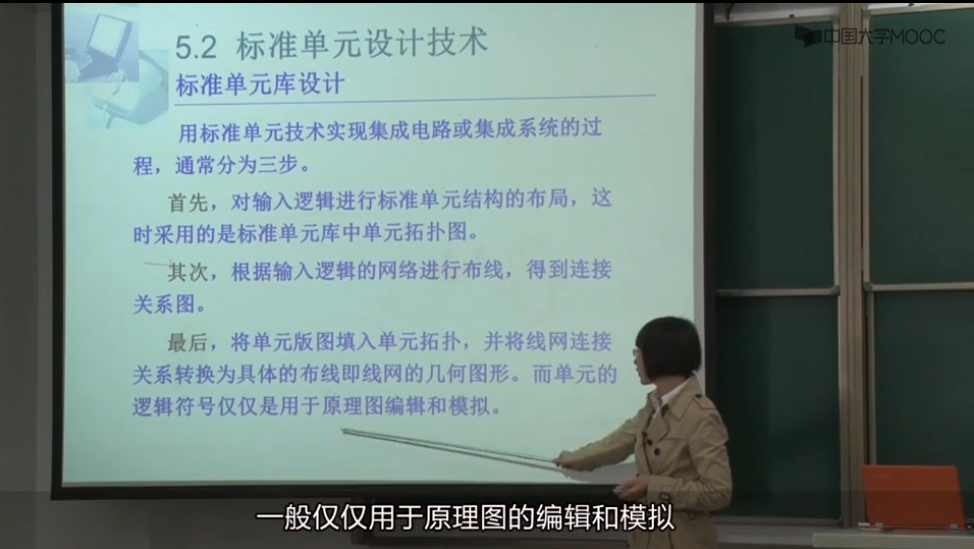 中国大学MOOC
5.2 标准单元设计技术
标准单元库设计
用标准单元技术实现集成电路或集成系统的过
程，通常分为三步。
首先，对输入逻辑进行标准单元结构的布局，这
时采用的是标准单元库中单元拓扑图。
其次，根据输入逻辑的网络进行布线，得到连接
关系图。
最后，将单元版图填入单元拓扑，并将线网连接
关系转换为具体的布线即线网的几何图形。而单元的
逻辑符号仅仅是用于原理图编辑和模拟。
一般仅仅用于原理图的编辑和模拟